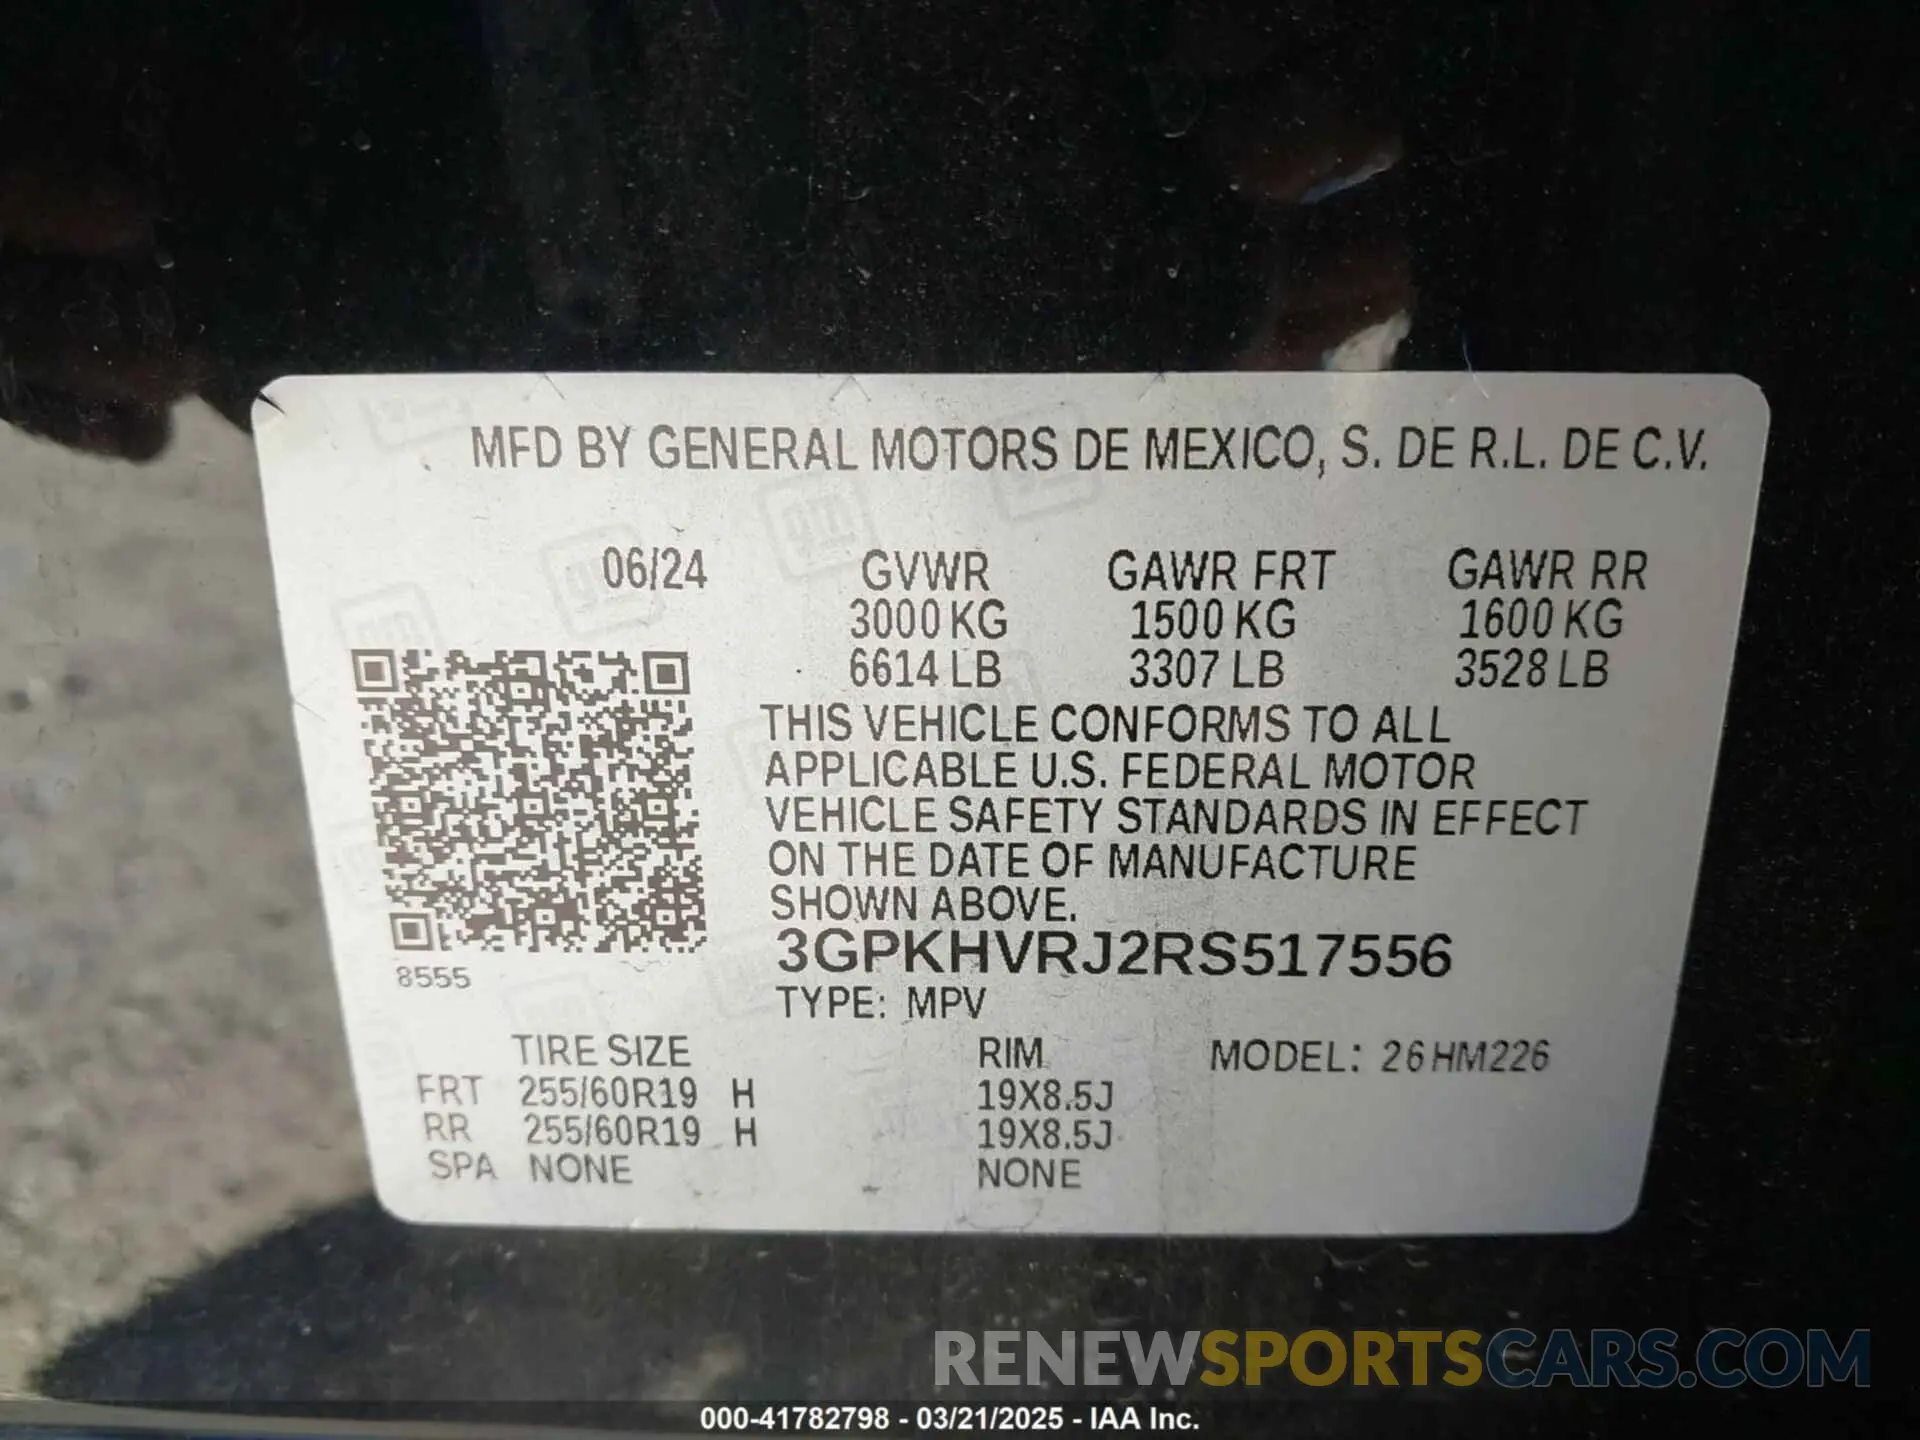 MFD BY GENERAL MOTORS DE MEXICO, S. DE R.L. DE C.V.
06/24 GVWR GAWR FRT GAWR RR
3000 KG 1500 KG 1600 KG
6614 LB 3307 LB 3528 LB
THIS VEHICLE CONFORMS TO ALL
APPLICABLE U.S. FEDERAL MOTOR
VEHICLE SAFETY STANDARDS IN EFFECT
ON THE DATE OF MANUFACTURE
SHOWN ABOVE.
3GPKHVRJ2RS517556
8555
TYPE: MPV
TIRE SIZE RIM MODEL: 26HM226
FRT 255/60R19 H 19X8.5J
RR 255/60R19 H 19X8.5J
SPA NONE NONE
RENEWSPORTSCARS.COM
000-41782798 - 03/21/2025 - IAA Inc.